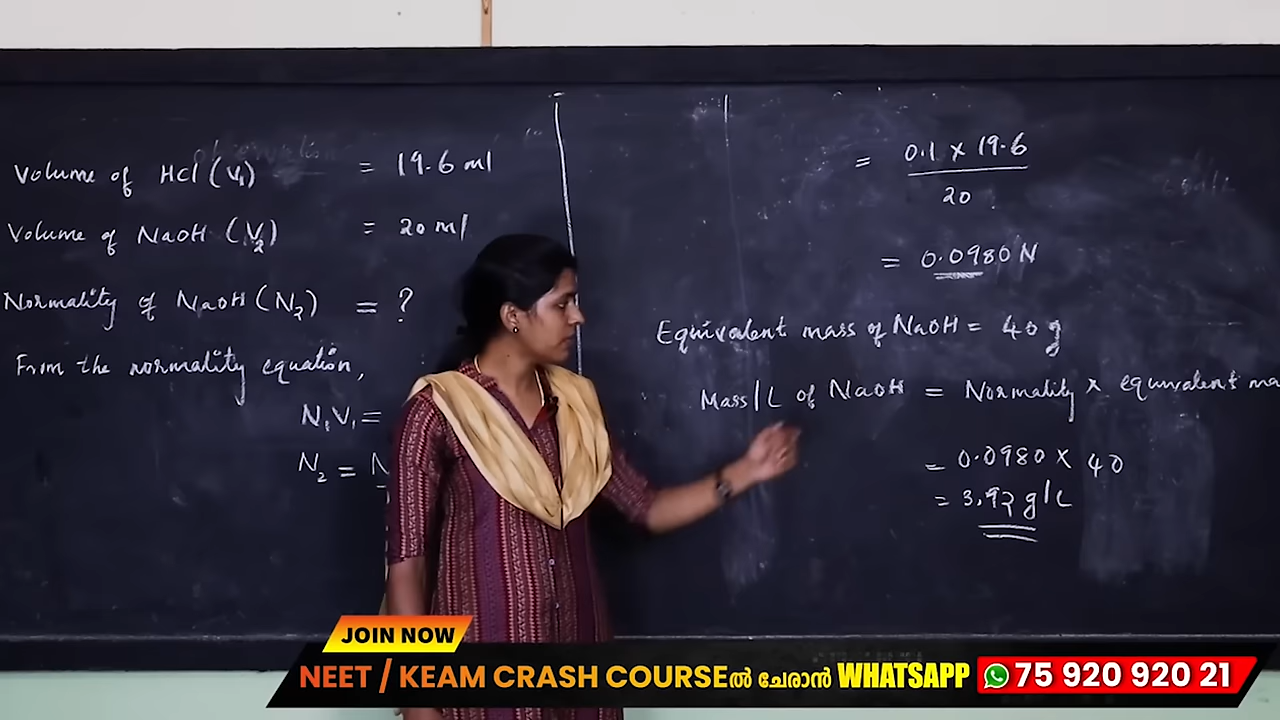 Volume of HCl (V₁) = 19.6 ml
Volume of NaOH (V₂) = 20 ml
Normality of NaOH (N₂) = ?
From the normality equation,
N₁V₁ =
N₂ = N
= 0.1 × 19.6
20
= 0.0980 N
Equivalent mass of NaOH = 40 g
Mass/L of NaOH = Normality × equivalent ma
= 0.0980 × 40
= 3.92 g/L
JOIN NOW
NEET / KEAM CRASH COURSEൽ ചേരാൻ WHATSAPP 75 920 920 21